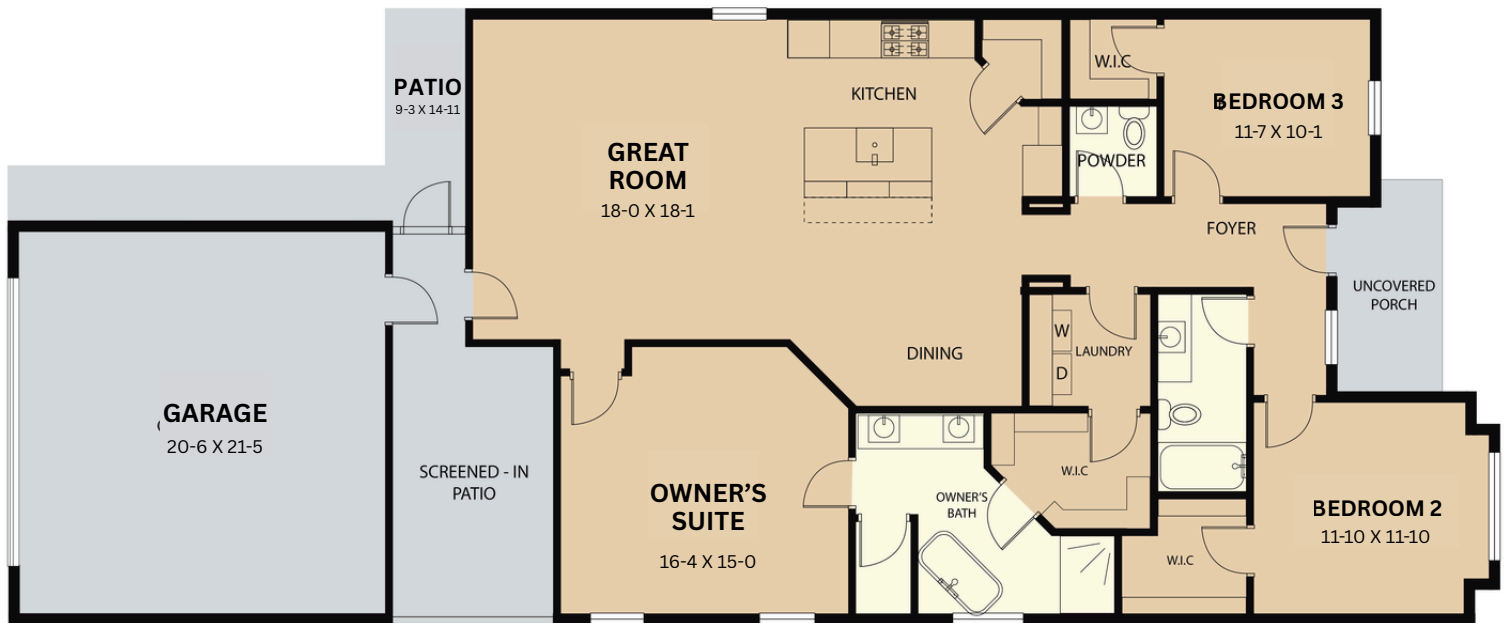 PATIO
9-3 X 14-11
GREAT
ROOM
18-0 X 18-1
KITCHEN
W.I.C
BEDROOM 3
11-7 X 10-1
POWDER
FOYER
UNCOVERED
PORCH
DINING
W
D
LAUNDRY
GARAGE
20-6 X 21-5
SCREENED - IN
PATIO
OWNER'S
SUITE
16-4 X 15-0
OWNER'S
BATH
W.I.C
W.I.C
BEDROOM 2
11-10 X 11-10